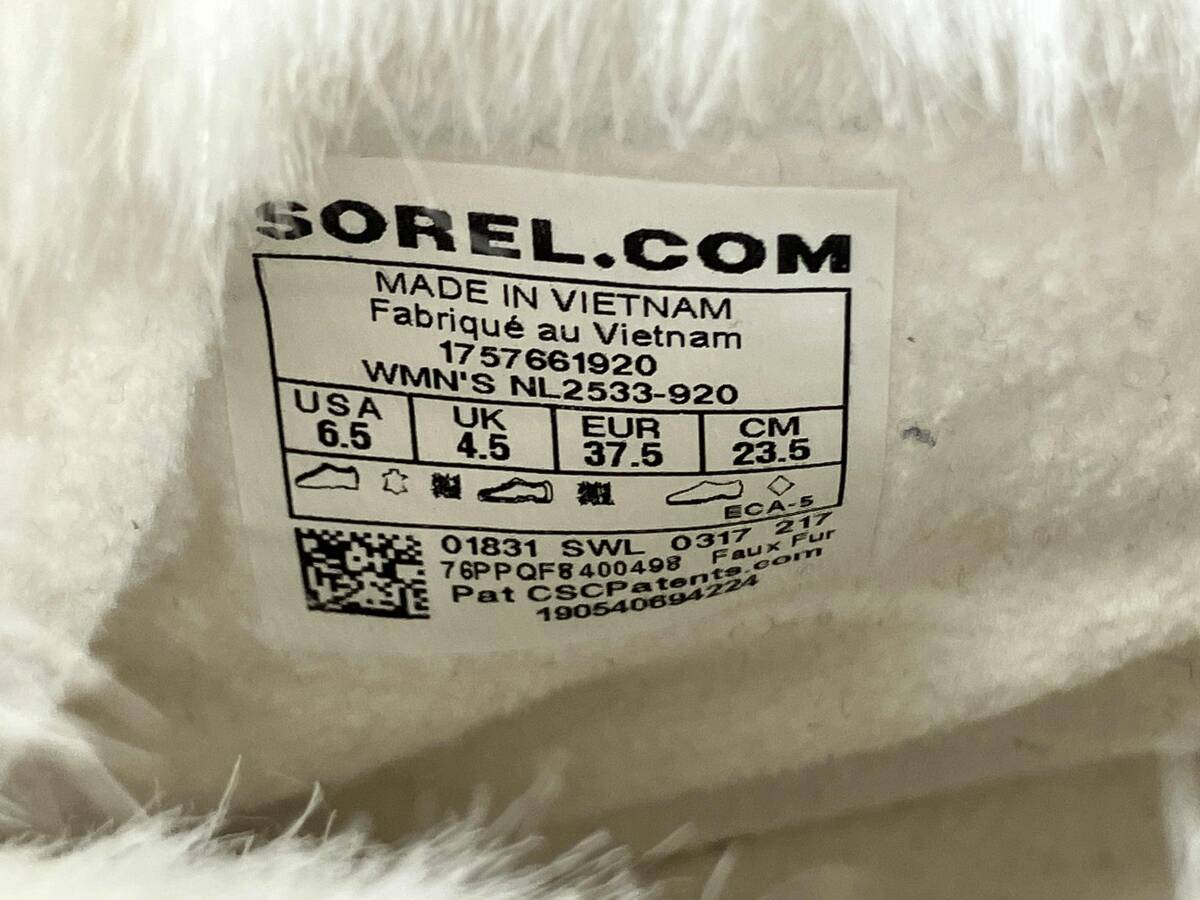 SOREL.COM
MADE IN VIETNAM
Fabriqué au Vietnam
1757661920
WMN'S NL2533-920
USA UK EUR CM
6.5 4.5 37.5 23.5
ECA-5
01831 SWL 0317 217
76PPQF8400498 Faux Fur
Pat CSCPatents.com
190540694224